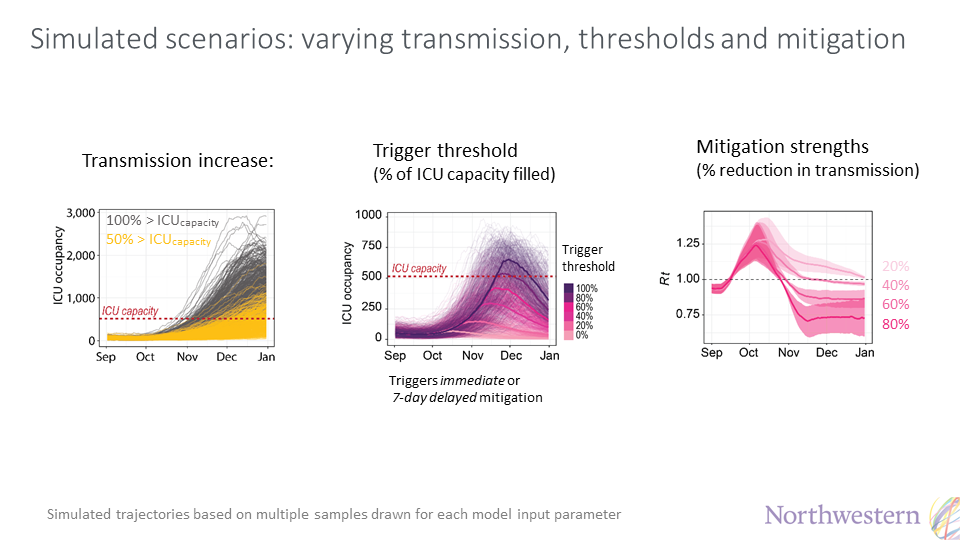 Simulated scenarios: varying transmission, thresholds and mitigation
Transmission increase:
3,000
2,000
1,000
0
ICU occupancy
100% > ICUcapacity
50% > ICUcapacity
ICU capacity
Sep Oct Nov Dec Jan
Trigger threshold
(% of ICU capacity filled)
1000
750
500
250
0
ICU occupancy
ICU capacity
Sep Oct Nov Dec Jan
Trigger
threshold
100%
80%
60%
40%
20%
0%
Triggers immediate or
7-day delayed mitigation
Mitigation strengths
(% reduction in transmission)
1.25
1.00
0.75
Rt
Sep Oct Nov Dec Jan
20%
40%
60%
80%
Simulated trajectories based on multiple samples drawn for each model input parameter
Northwestern